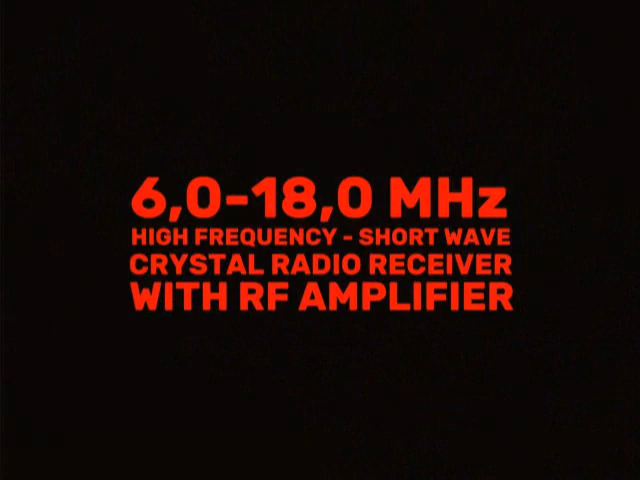 6,0-18,0 MHz
HIGH FREQUENCY - SHORT WAVE
CRYSTAL RADIO RECEIVER
WITH RF AMPLIFIER